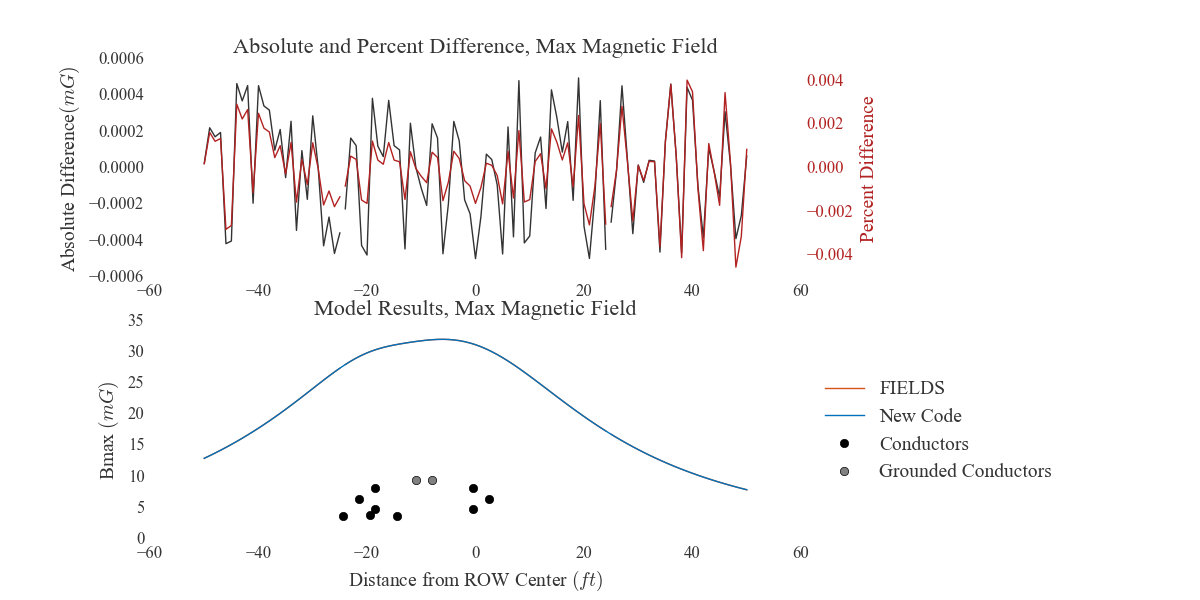 Absolute and Percent Difference, Max Magnetic Field
Absolute Difference(mG)
0.0006
0.0004
0.0002
0.0000
−0.0002
−0.0004
−0.0006
0.004
0.002
0.000
−0.002
−0.004
Percent Difference
−60 −40 −20 0 20 40 60
Model Results, Max Magnetic Field
Bmax (mG)
35
30
25
20
15
10
5
0
−60 −40 −20 0 20 40 60
Distance from ROW Center (ft)
FIELDS
New Code
Conductors
Grounded Conductors